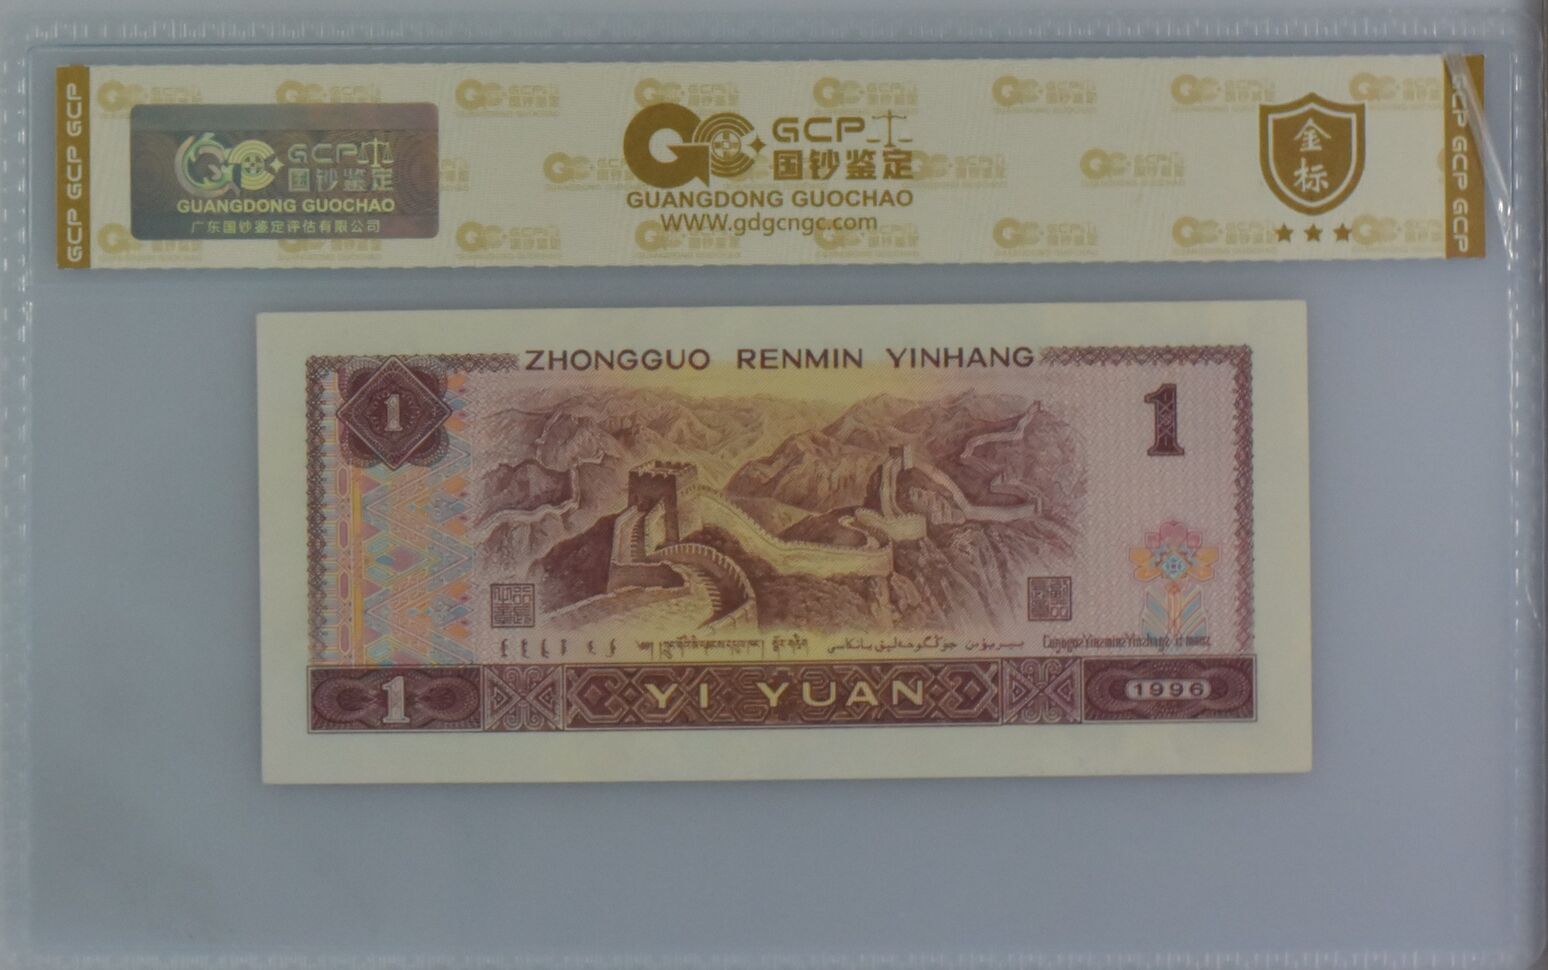 GCP GCP GCP
GCP
国钞鉴定
GUANGDONG GUOCHAO
广东国钞鉴定评估有限公司
GCP
国钞鉴定
GUANGDONG GUOCHAO
WWW.gdgcngc.com
金标
GCP GCP GCP
ZHONGGUO RENMIN YINHANG
1
1
1
YI YUAN
1996